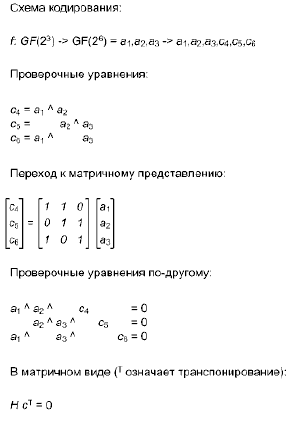 Схема кодирования:
f: GF(2³) -> GF(2⁶) = a₁,a₂,a₃ -> a₁,a₂,a₃,c₄,c₅,c₆
Проверочные уравнения:
c₄ = a₁ ^ a₂
c₅ = a₂ ^ a₃
c₆ = a₁ ^ a₃
Переход к матричному представлению:
[c₄] [1 1 0] [a₁]
[c₅] = [0 1 1] [a₂]
[c₆] [1 0 1] [a₃]
Проверочные уравнения по-другому:
a₁ ^ a₂ ^ c₄ = 0
a₂ ^ a₃ ^ c₅ = 0
a₁ ^ a₃ ^ c₆ = 0
В матричном виде (ᵀ означает транспонирование):
H cᵀ = 0